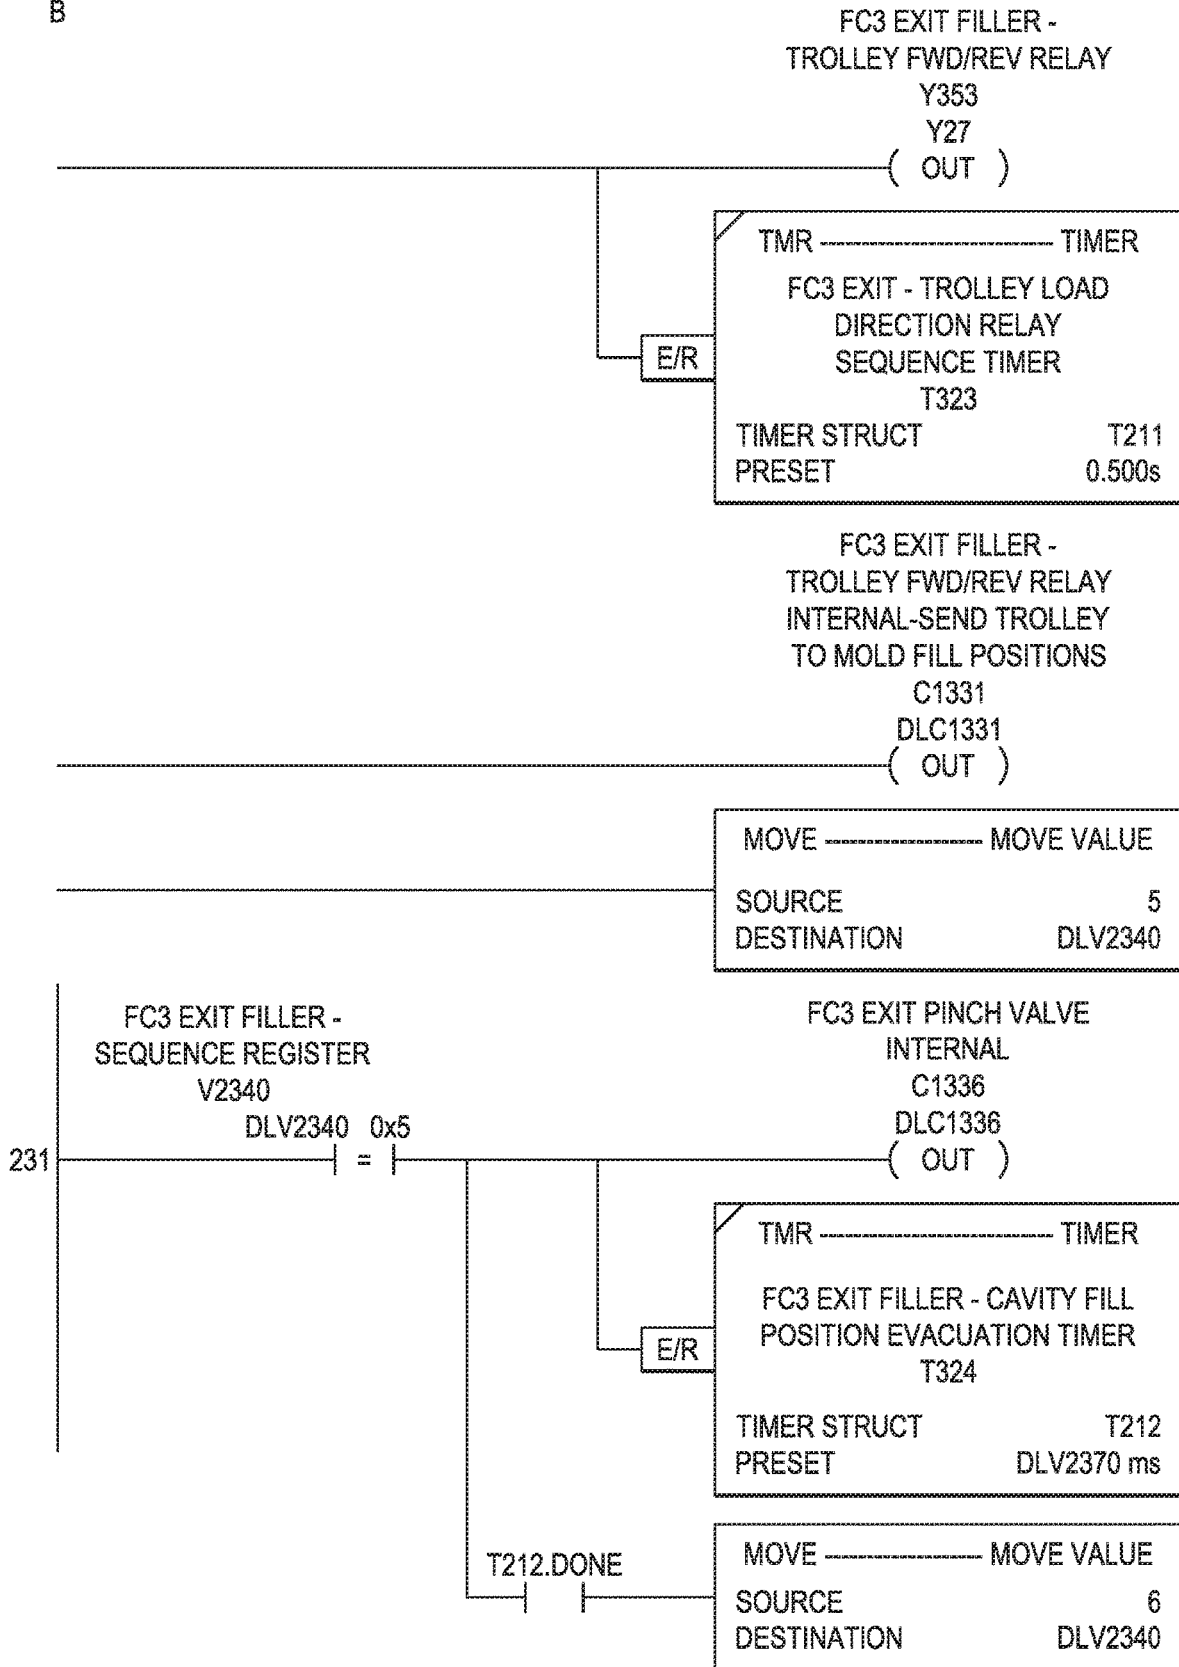 B
FC3 EXIT FILLER -
TROLLEY FWD/REV RELAY
Y353
Y27
( OUT )
TMR ---------- TIMER
FC3 EXIT - TROLLEY LOAD
DIRECTION RELAY
SEQUENCE TIMER
T323
E/R
TIMER STRUCT T211
PRESET 0.500s
FC3 EXIT FILLER -
TROLLEY FWD/REV RELAY
INTERNAL-SEND TROLLEY
TO MOLD FILL POSITIONS
C1331
DLC1331
( OUT )
MOVE ---------- MOVE VALUE
SOURCE 5
DESTINATION DLV2340
FC3 EXIT FILLER -
SEQUENCE REGISTER
V2340
DLV2340 0x5
231
=
FC3 EXIT PINCH VALVE
INTERNAL
C1336
DLC1336
( OUT )
TMR ---------- TIMER
FC3 EXIT FILLER - CAVITY FILL
POSITION EVACUATION TIMER
T324
E/R
TIMER STRUCT T212
PRESET DLV2370 ms
T212.DONE
MOVE ---------- MOVE VALUE
SOURCE 6
DESTINATION DLV2340